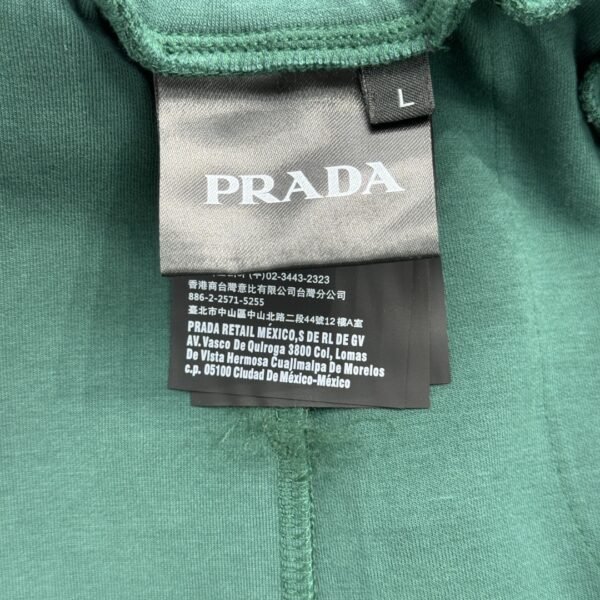 L
PRADA
(주)02-3443-2323
香港商台灣意比有限公司台灣分公司
886-2-2571-5255
臺北市中山區中山北路二段44號12樓A室
PRADA RETAIL MÉXICO,S DE RL DE GV
AV. Vasco De Quiroga 3800 Col, Lomas
De Vista Hermosa Cuajimalpa De Morelos
c.p. 05100 Ciudad De México-México